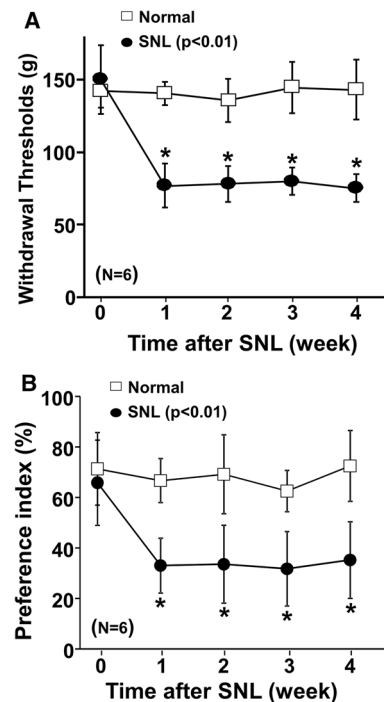 A
Normal
SNL (p<0.01)
Withdrawal Thresholds (g)
150
100
50
0
*
*
*
*
(N=6)
0 1 2 3 4
Time after SNL (week)
B
Normal
SNL (p<0.01)
Preference index (%)
100
80
60
40
20
0
*
*
*
*
(N=6)
0 1 2 3 4
Time after SNL (week)